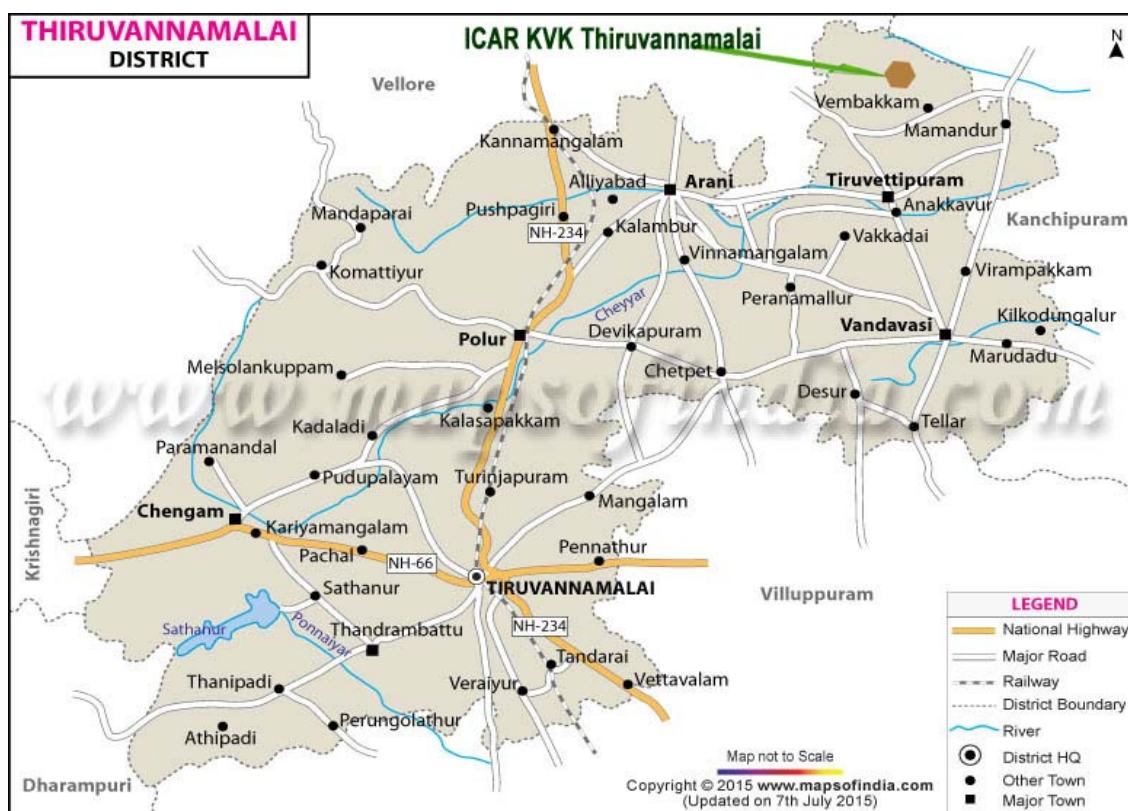 THIRUVANNAMALAI
DISTRICT
ICAR KVK Thiruvannamalai
N
Vellore
Vembakkam
Mamandur
Kannamangalam
Alliyabad
Arani
Tiruvettipuram
Anakkavur
Mandaparai
Pushpagiri
NH-234
Kalambur
Kanchipuram
Vakkadai
Vinnamangalam
Komattiyur
Virampakkam
Peranamallur
Cheyyar
Kilkodungalur
Polur
Devikapuram
Vandavasi
Marudadu
Melsolankuppam
Chetpet
www.mapsofindia.com
Desur
Kadaladi
Kalasapakkam
Tellar
Paramanandal
Pudupalayam
Turinjapuram
Mangalam
Chengam
Kariyamangalam
Krishnagiri
Pachal
NH-66
Pennathur
TIRUVANNAMALAI
Sathanur
Villuppuram
Sathanur
Ponnaiyar
Thandrambattu
NH-234
Tandarai
Thanipadi
Veraiyur
Vettavalam
Athipadi
Perungolathur
Dharampuri
LEGEND
National Highway
Major Road
Railway
District Boundary
River
District HQ
Other Town
Major Town
Map not to Scale
Copyright © 2015 www.mapsofindia.com
(Updated on 7th July 2015)